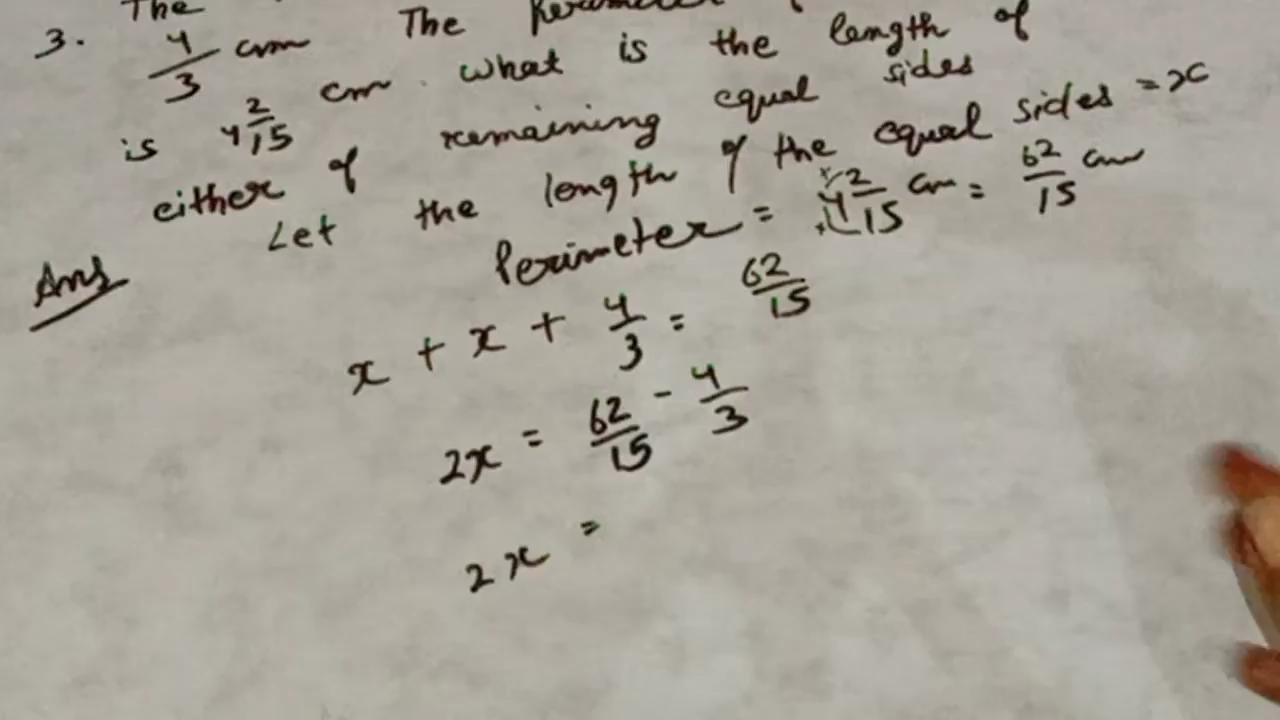 3. The
4/3 cm The Perimeter
is 4 2/15 cm. what is the length of
either of remaining equal sides
Let the length of the equal sides = x
Ans Perimeter = 4 2/15 cm = 62/15 cm
x + x + 4/3 = 62/15
2x = 62/15 - 4/3
2x =